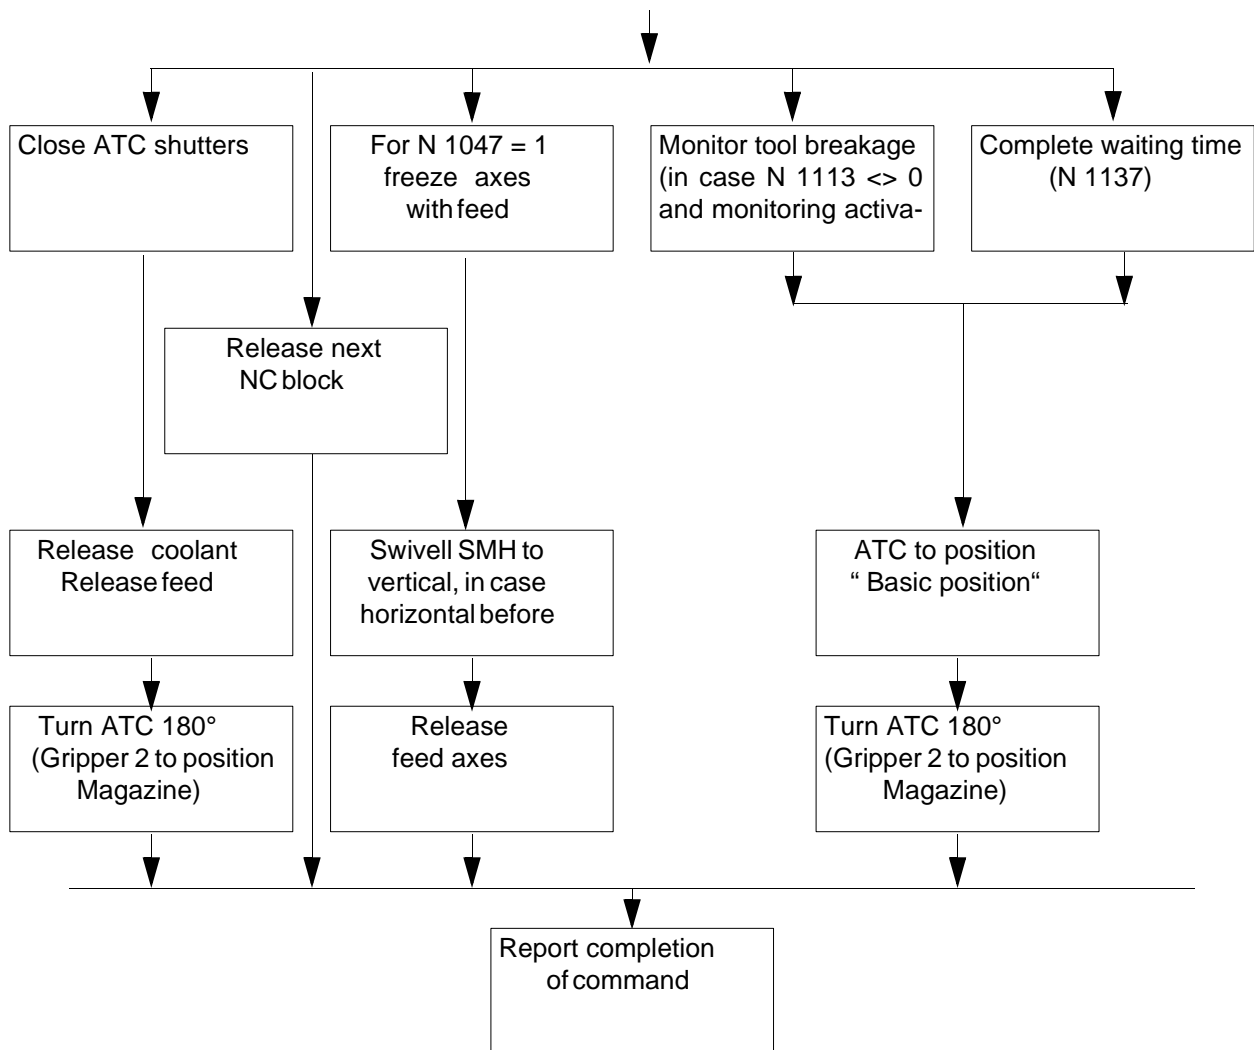 Close ATC shutters
For N 1047 = 1
freeze axes
with feed
Monitor tool breakage
(in case N 1113 <> 0
and monitoring activa-
Complete waiting time
(N 1137)
Release next
NC block
Release coolant
Release feed
Swivell SMH to
vertical, in case
horizontal before
ATC to position
“ Basic position“
Turn ATC 180°
(Gripper 2 to position
Magazine)
Release
feed axes
Turn ATC 180°
(Gripper 2 to position
Magazine)
Report completion
of command